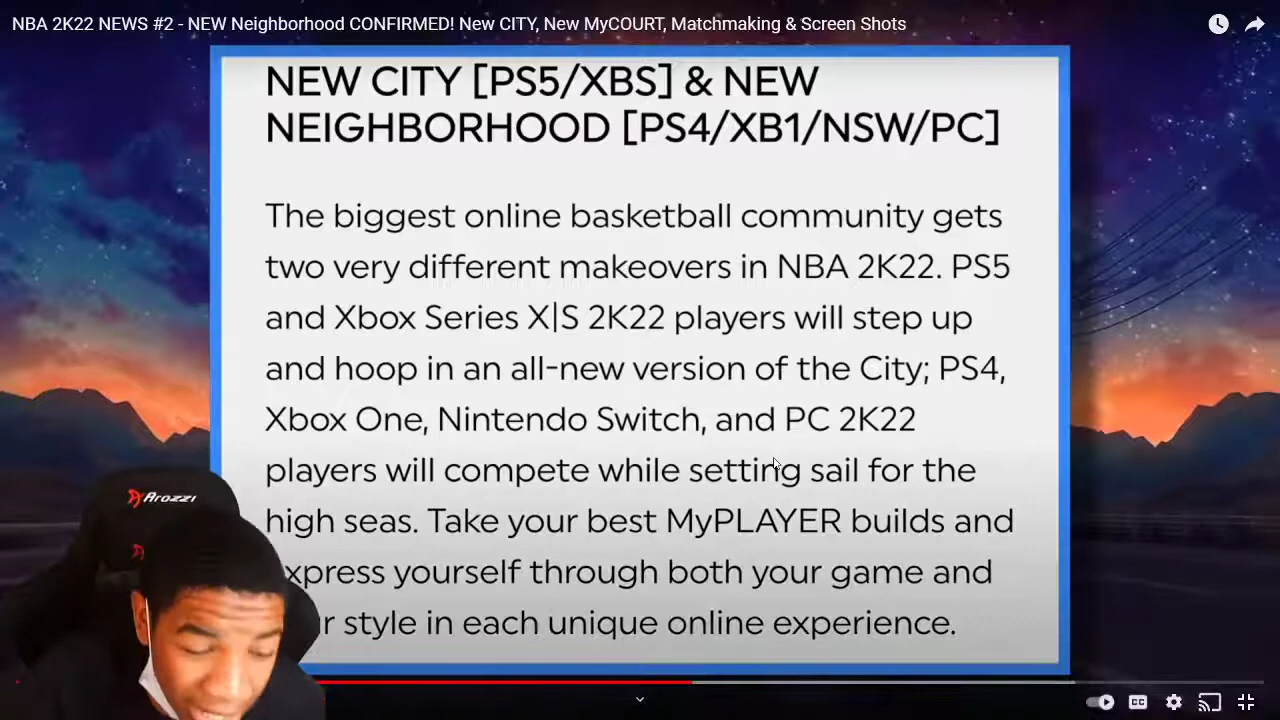 NBA 2K22 NEWS #2 - NEW Neighborhood CONFIRMED! New CITY, New MyCOURT, Matchmaking & Screen Shots
NEW CITY [PS5/XBS] & NEW
NEIGHBORHOOD [PS4/XB1/NSW/PC]
The biggest online basketball community gets
two very different makeovers in NBA 2K22. PS5
and Xbox Series X|S 2K22 players will step up
and hoop in an all-new version of the City; PS4,
Xbox One, Nintendo Switch, and PC 2K22
players will compete while setting sail for the
high seas. Take your best MyPLAYER builds and
xpress yourself through both your game and
r style in each unique online experience.
Arozzi
CC